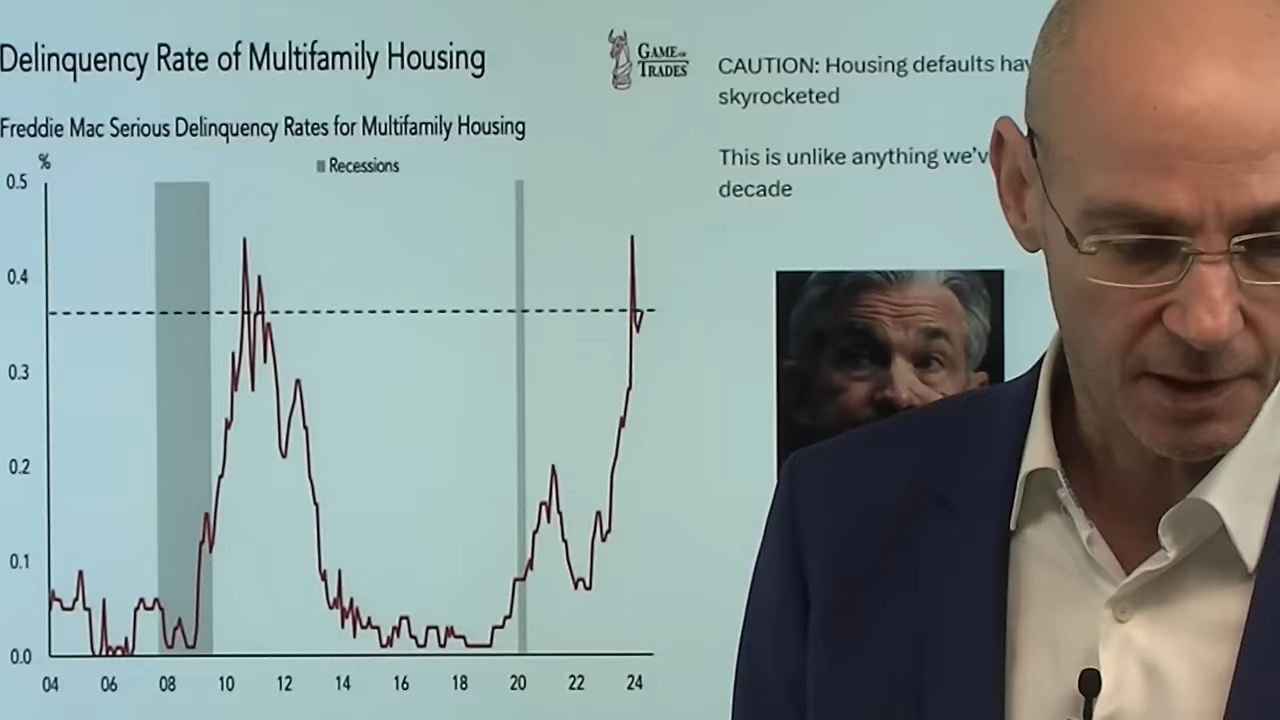 Delinquency Rate of Multifamily Housing
GAME OF
TRADES
Freddie Mac Serious Delinquency Rates for Multifamily Housing
%
Recessions
0.5
0.4
0.3
0.2
0.1
0.0
04 06 08 10 12 14 16 18 20 22 24
CAUTION: Housing defaults hav
skyrocketed
This is unlike anything we'v
decade